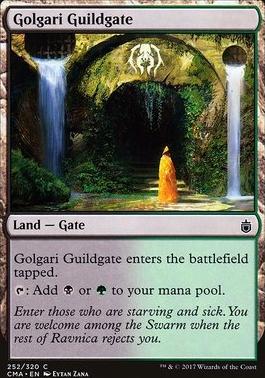 Golgari Guildgate
Land — Gate
Golgari Guildgate enters the battlefield
tapped.
: Add or to your mana pool.
Enter those who are starving and sick. You
are welcome among the Swarm when the
rest of Ravnica rejects you.
252/320 C
CMA • EN Eytan Zana
™ & © 2017 Wizards of the Coast